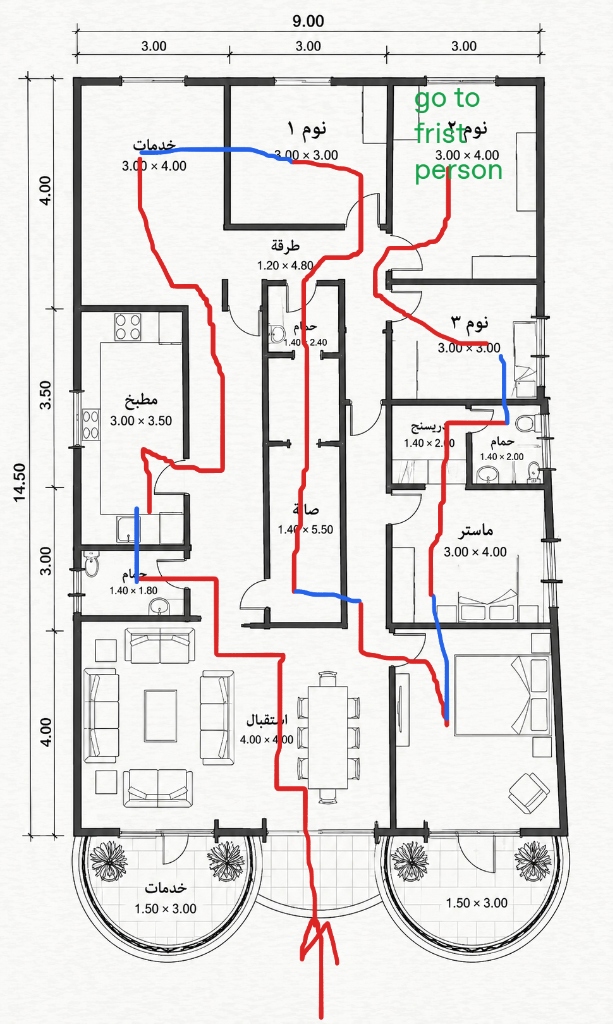 9.00
3.00 3.00 3.00
go to
frist
person
خدمات
3.00 × 4.00
نوم ١
3.00 × 3.00
نوم ٢
3.00 × 4.00
4.00
طرقة
1.20 × 4.80
حمام
1.40 × 2.40
نوم ٣
3.00 × 3.00
3.50
مطبخ
3.00 × 3.50
دريسنج
1.40 × 2.00
حمام
1.40 × 2.00
14.50
صالة
1.40 × 5.50
ماستر
3.00 × 4.00
3.00
حمام
1.40 × 1.80
4.00
استقبال
4.00 × 4.00
خدمات
1.50 × 3.00
1.50 × 3.00